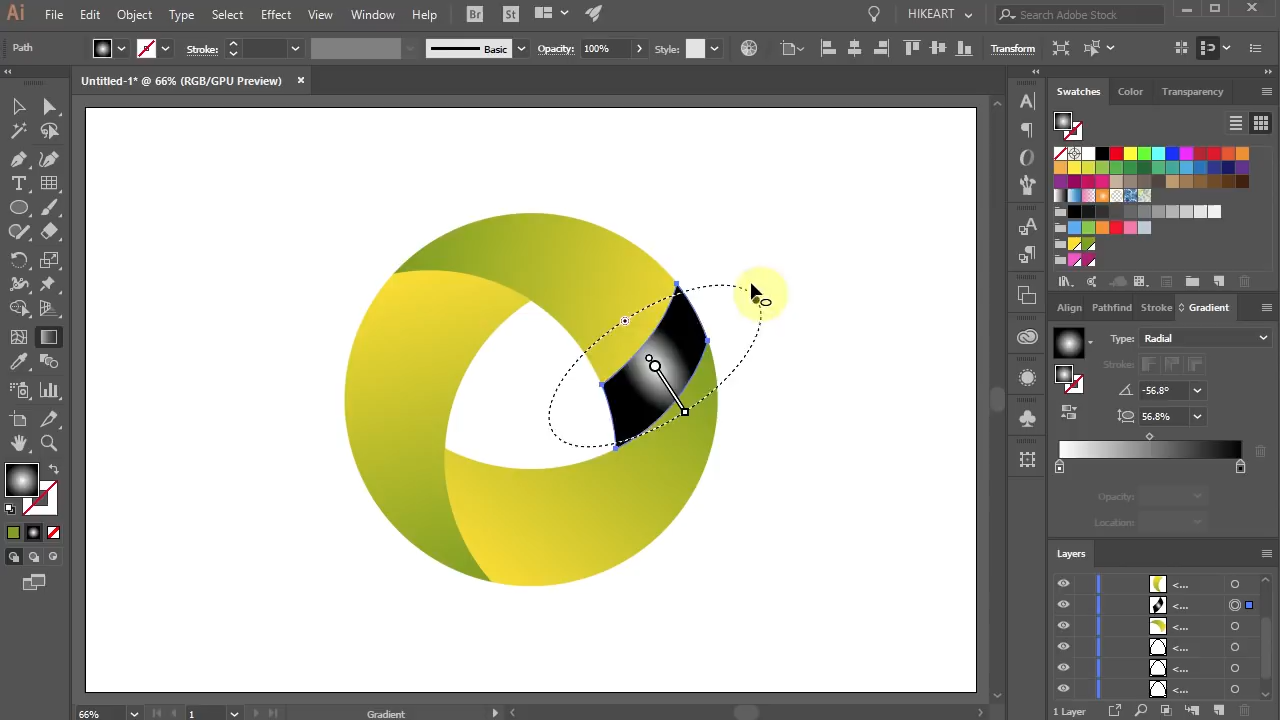 Ai File Edit Object Type Select Effect View Window Help Br St HIKEART Search Adobe Stock
Path Stroke: Basic Opacity: 100% Style: Transform
Untitled-1* @ 66% (RGB/GPU Preview)
Swatches Color Transparency
Align Pathfind Stroke Gradient
Type: Radial
Stroke:
-56.8°
56.8%
Opacity:
Location:
Layers
<...
<...
<...
<...
<...
<...
1 Layer
66% 1 Gradient